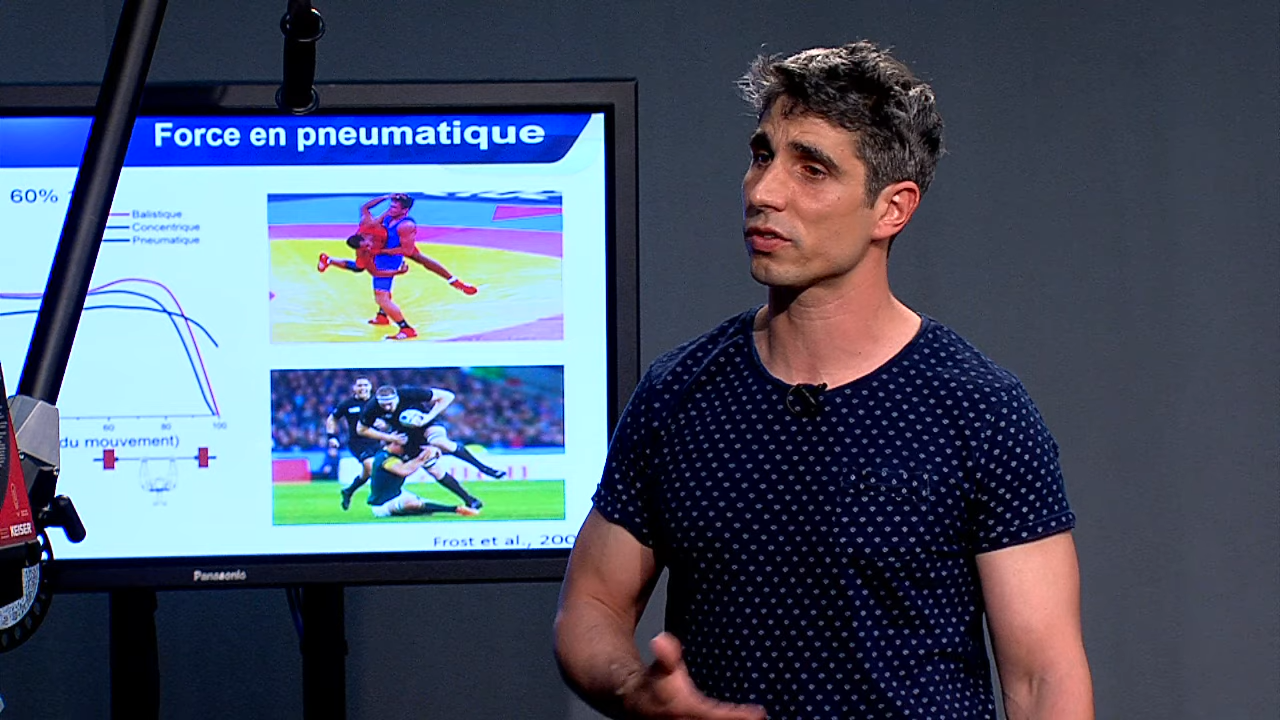 Force en pneumatique
60%
Balistique
Concentrique
Pneumatique
60 80 100
du mouvement)
KEISER
Frost et al., 200
Panasonic